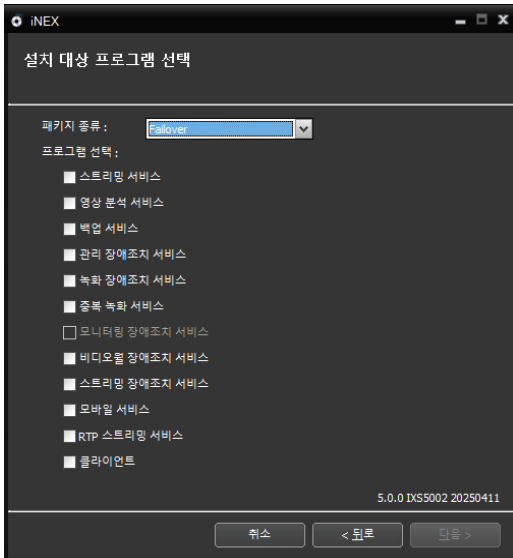 iNEX
설치 대상 프로그램 선택
패키지 종류 : Failover
프로그램 선택 :
스트리밍 서비스
영상 분석 서비스
백업 서비스
관리 장애조치 서비스
녹화 장애조치 서비스
중복 녹화 서비스
모니터링 장애조치 서비스
비디오월 장애조치 서비스
스트리밍 장애조치 서비스
모바일 서비스
RTP 스트리밍 서비스
클라이언트
5.0.0 IXS5002 20250411
취소 < 뒤로 다음 >